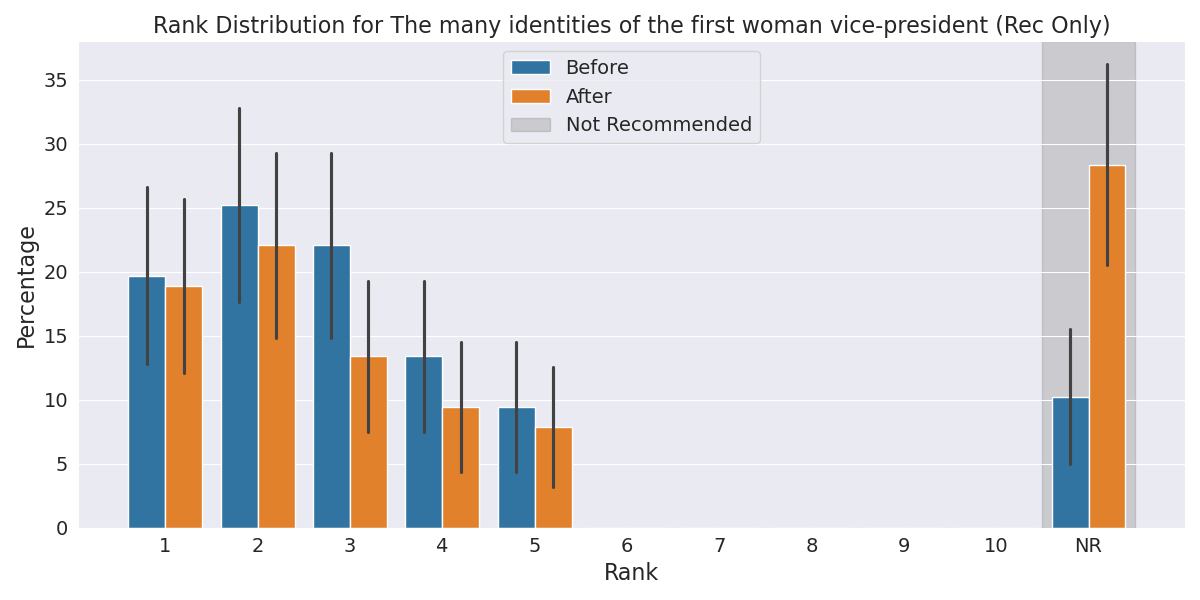 Rank Distribution for The many identities of the first woman vice-president (Rec Only)
Before
After
Not Recommended
35
30
25
20
15
10
5
0
Percentage
1 2 3 4 5 6 7 8 9 10 NR
Rank